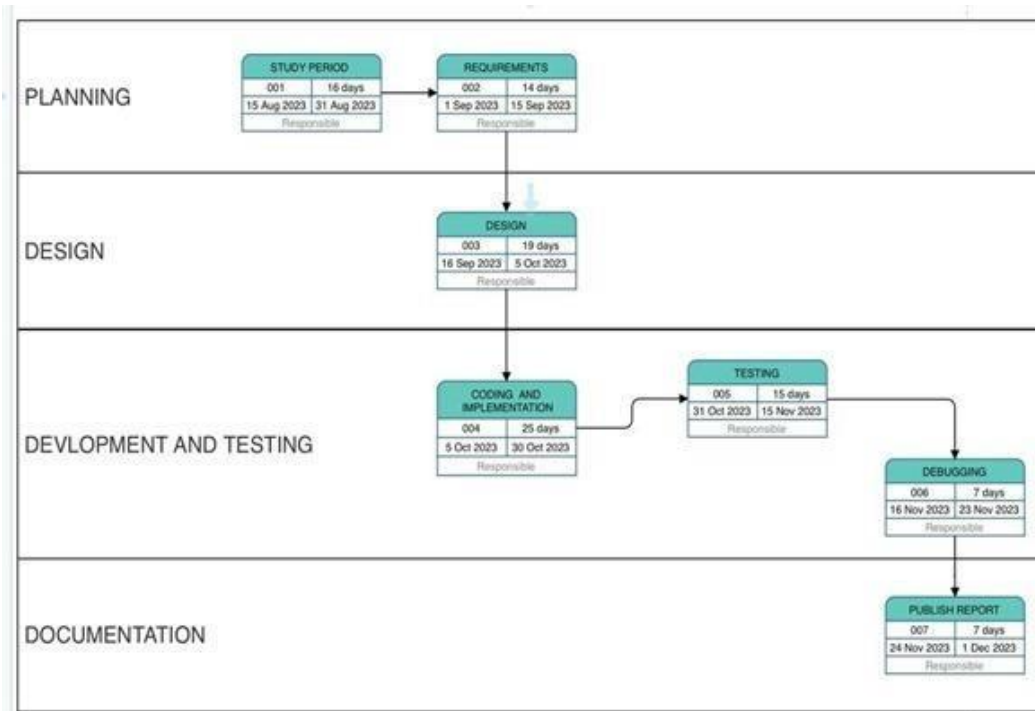 PLANNING
STUDY PERIOD
001 16 days
15 Aug 2023 31 Aug 2023
Responsible
REQUIREMENTS
002 14 days
1 Sep 2023 15 Sep 2023
Responsible
DESIGN
DESIGN
003 19 days
16 Sep 2023 5 Oct 2023
Responsible
DEVLOPMENT AND TESTING
CODING AND
IMPLEMENTATION
004 25 days
5 Oct 2023 30 Oct 2023
Responsible
TESTING
005 15 days
31 Oct 2023 15 Nov 2023
Responsible
DEBUGGING
006 7 days
16 Nov 2023 23 Nov 2023
Responsible
DOCUMENTATION
PUBLISH REPORT
007 7 days
24 Nov 2023 1 Dec 2023
Responsible